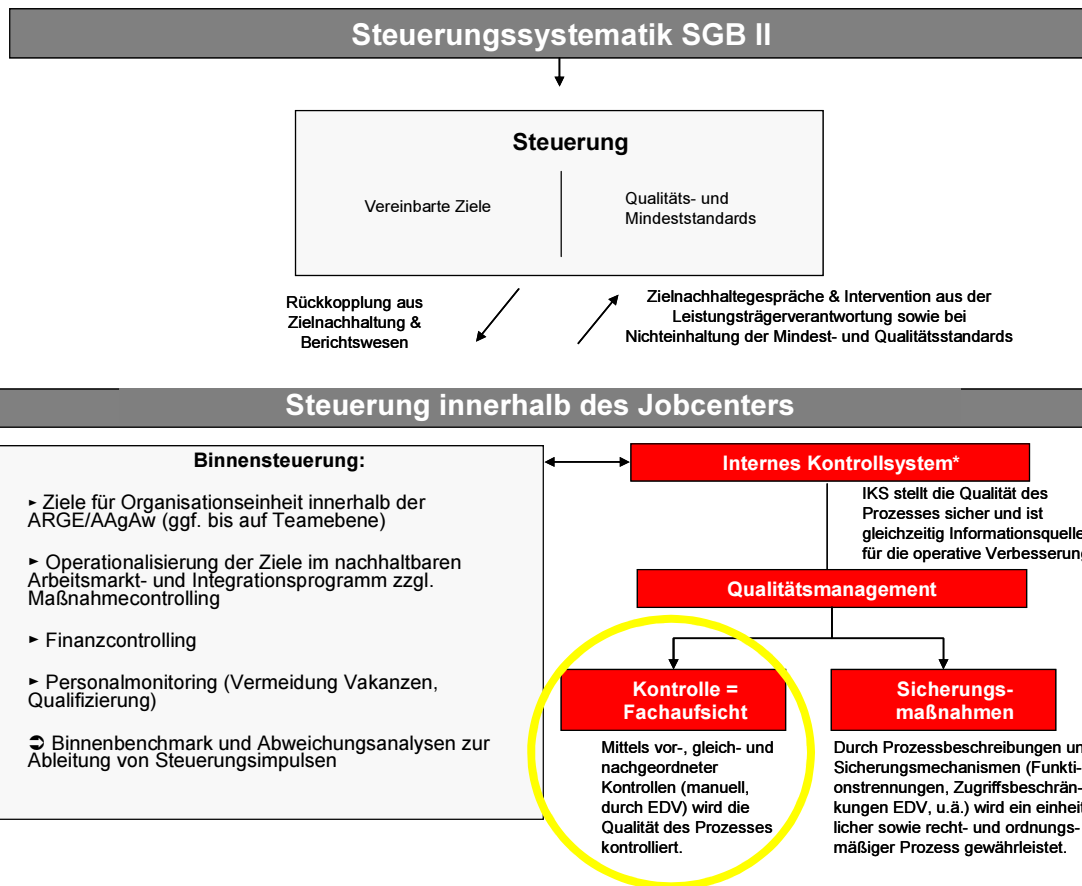 Steuerungssystematik SGB II
Steuerung
Vereinbarte Ziele
Qualitäts- und
Mindeststandards
Rückkopplung aus
Zielnachhaltung &
Berichtswesen
Zielnachhaltegespräche & Intervention aus der
Leistungsträgerverantwortung sowie bei
Nichteinhaltung der Mindest- und Qualitätsstandards
Steuerung innerhalb des Jobcenters
Binnensteuerung:
► Ziele für Organisationseinheit innerhalb der
ARGE/AAgAw (ggf. bis auf Teamebene)
► Operationalisierung der Ziele im nachhaltbaren
Arbeitsmarkt- und Integrationsprogramm zzgl.
Maßnahmecontrolling
► Finanzcontrolling
► Personalmonitoring (Vermeidung Vakanzen,
Qualifizierung)
➲ Binnenbenchmark und Abweichungsanalysen zur
Ableitung von Steuerungsimpulsen
Internes Kontrollsystem*
IKS stellt die Qualität des
Prozesses sicher und ist
gleichzeitig Informationsquelle
für die operative Verbesserung
Qualitätsmanagement
Kontrolle =
Fachaufsicht
Mittels vor-, gleich- und
nachgeordneter
Kontrollen (manuell,
durch EDV) wird die
Qualität des Prozesses
kontrolliert.
Sicherungs-
maßnahmen
Durch Prozessbeschreibungen un
Sicherungsmechanismen (Funkti-
onstrennungen, Zugriffsbeschrän-
kungen EDV, u.ä.) wird ein einheit
licher sowie recht- und ordnungs-
mäßiger Prozess gewährleistet.